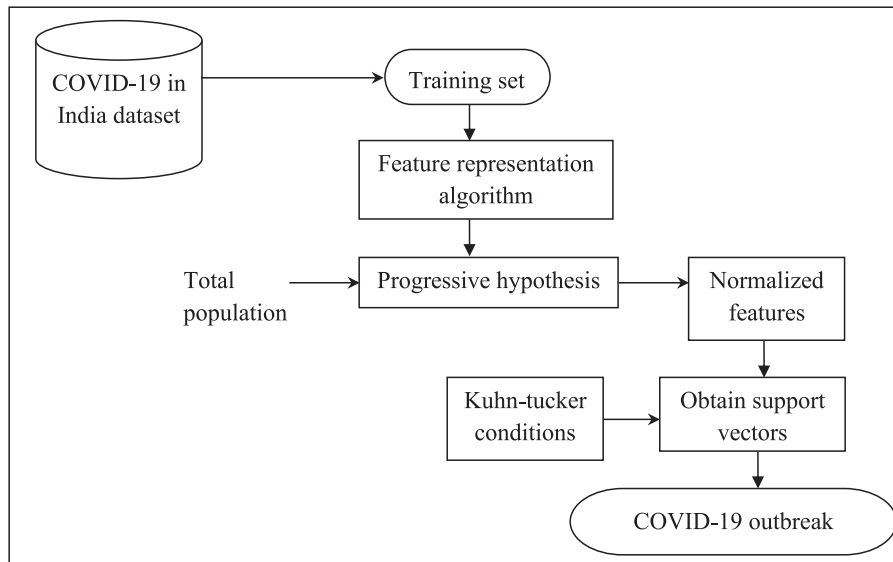 COVID-19 in
India dataset
Training set
Feature representation
algorithm
Total
population
Progressive hypothesis
Normalized
features
Kuhn-tucker
conditions
Obtain support
vectors
COVID-19 outbreak